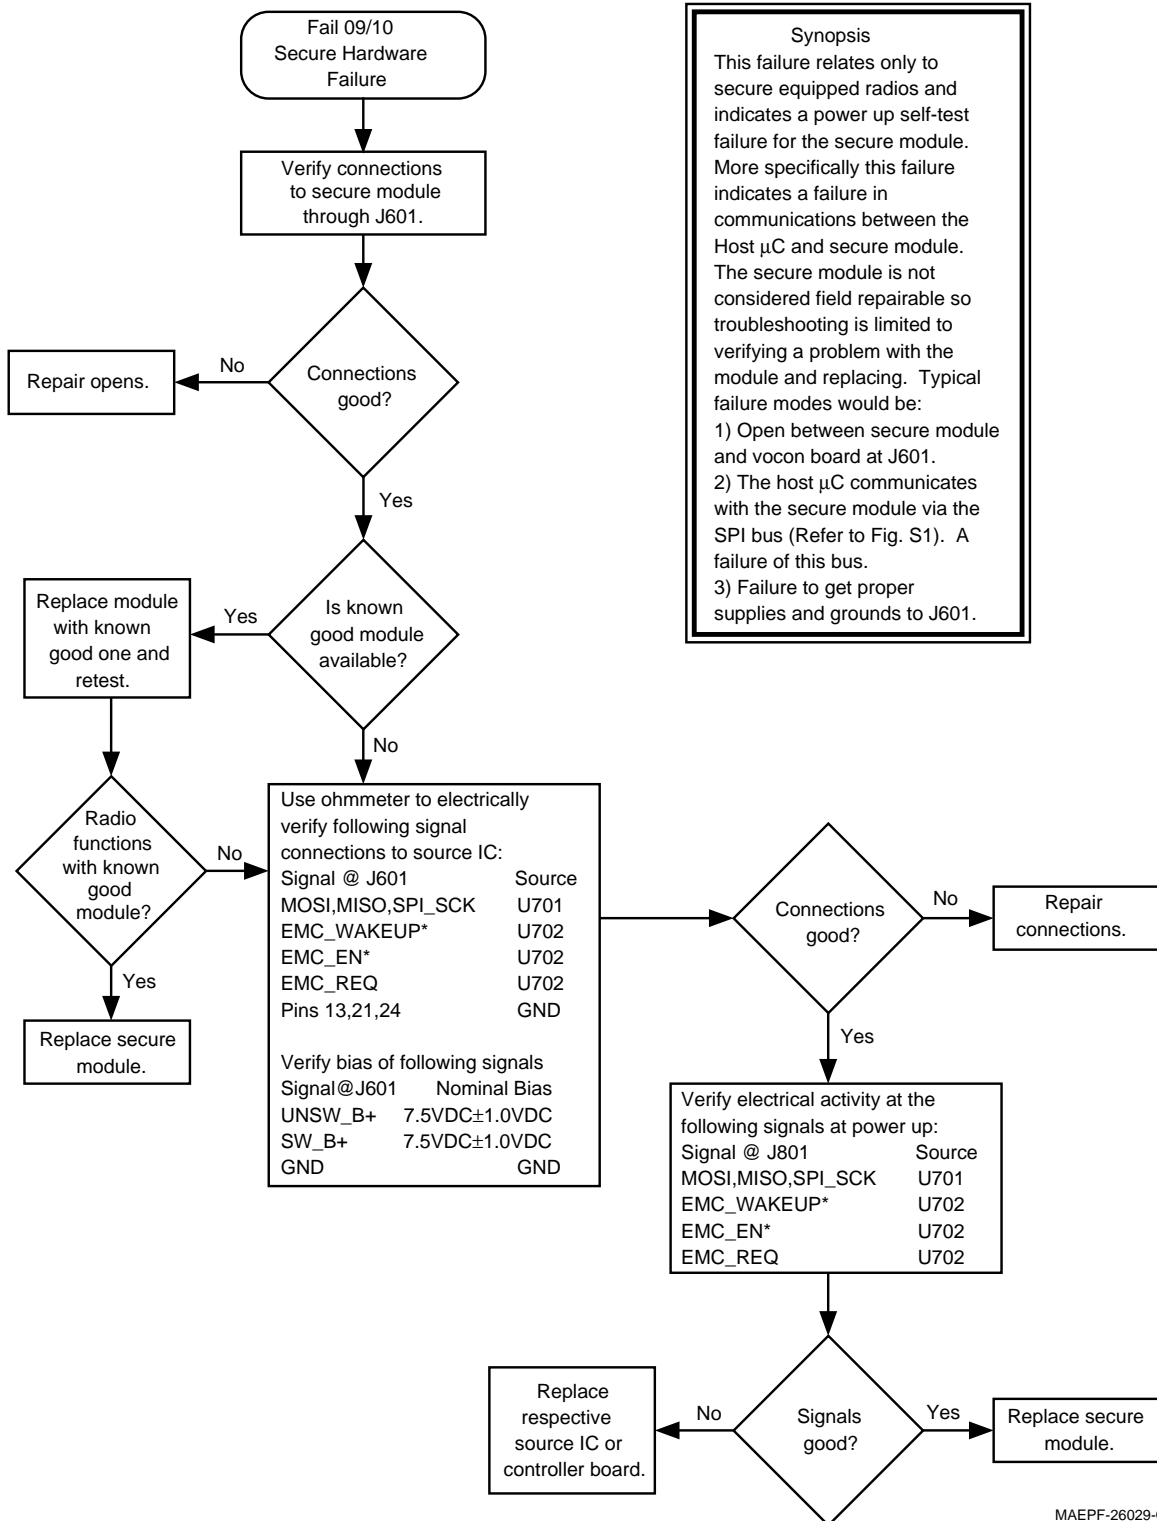 Fail 09/10
Secure Hardware
Failure
Verify connections
to secure module
through J601.
Connections
good?
No
Repair opens.
Yes
Is known
good module
available?
Yes
Replace module
with known
good one and
retest.
No
Radio
functions
with known
good
module?
No
Yes
Replace secure
module.
Use ohmmeter to electrically
verify following signal
connections to source IC:
Signal @ J601 Source
MOSI,MISO,SPI_SCK U701
EMC_WAKEUP* U702
EMC_EN* U702
EMC_REQ U702
Pins 13,21,24 GND
Verify bias of following signals
Signal@J601 Nominal Bias
UNSW_B+ 7.5VDC±1.0VDC
SW_B+ 7.5VDC±1.0VDC
GND GND
Connections
good?
No
Repair
connections.
Yes
Verify electrical activity at the
following signals at power up:
Signal @ J801 Source
MOSI,MISO,SPI_SCK U701
EMC_WAKEUP* U702
EMC_EN* U702
EMC_REQ U702
Signals
good?
No
Replace
respective
source IC or
controller board.
Yes
Replace secure
module.
Synopsis
This failure relates only to
secure equipped radios and
indicates a power up self-test
failure for the secure module.
More specifically this failure
indicates a failure in
communications between the
Host µC and secure module.
The secure module is not
considered field repairable so
troubleshooting is limited to
verifying a problem with the
module and replacing. Typical
failure modes would be:
1) Open between secure module
and vocon board at J601.
2) The host µC communicates
with the secure module via the
SPI bus (Refer to Fig. S1). A
failure of this bus.
3) Failure to get proper
supplies and grounds to J601.
MAEPF-26029-